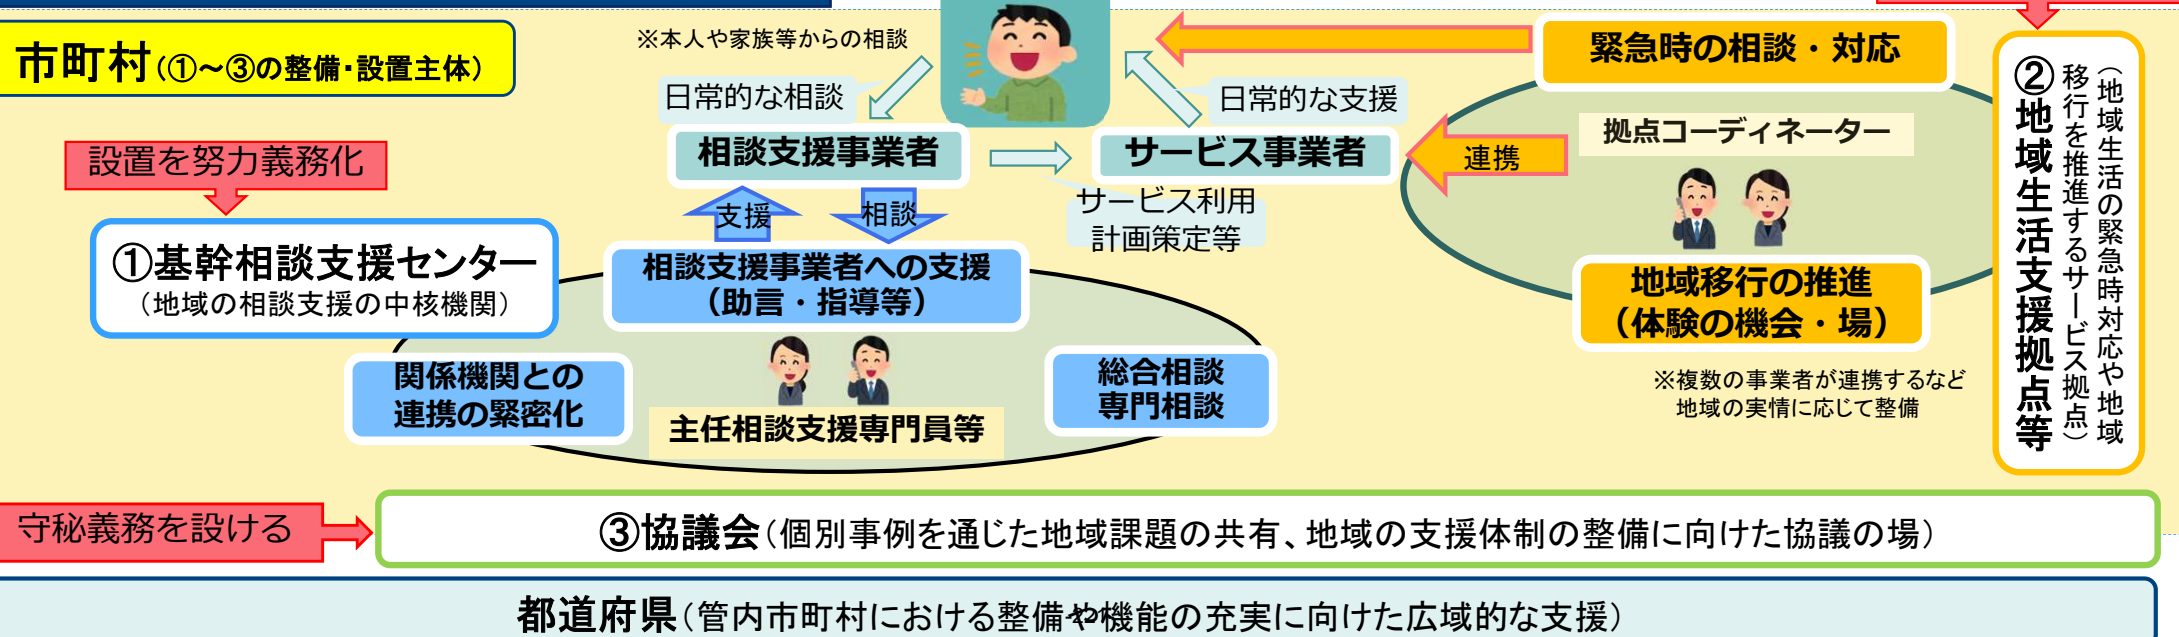 市町村（①～③の整備・設置主体）
※本人や家族等からの相談
日常的な相談
日常的な支援
緊急時の相談・対応
相談支援事業者
サービス事業者
連携
拠点コーディネーター
設置を努力義務化
支援
相談
サービス利用
計画策定等
①基幹相談支援センター
（地域の相談支援の中核機関）
相談支援事業者への支援
（助言・指導等）
地域移行の推進
（体験の機会・場）
②地域生活支援拠点等
（地域生活の緊急時対応や地域
移行を推進するサービス拠点）
関係機関との
連携の緊密化
主任相談支援専門員等
総合相談
専門相談
※複数の事業者が連携するなど
地域の実情に応じて整備
守秘義務を設ける
③協議会（個別事例を通じた地域課題の共有、地域の支援体制の整備に向けた協議の場）
都道府県（管内市町村における整備や機能の充実に向けた広域的な支援）